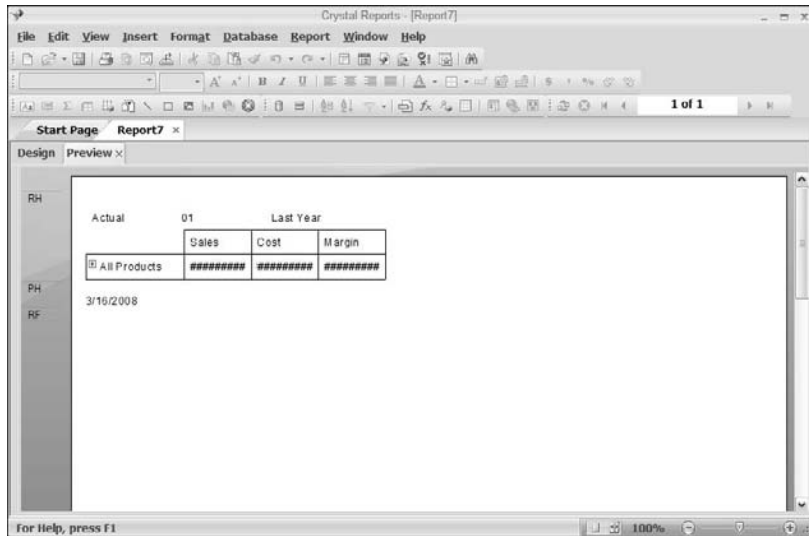 Crystal Reports - [Report7]
File Edit View Insert Format Database Report Window Help
B I U
1 of 1
Start Page Report7 ×
Design Preview ×
RH
Actual 01 Last Year
Sales Cost Margin
All Products ######### ######### #########
PH
3/16/2008
RF
For Help, press F1
100%